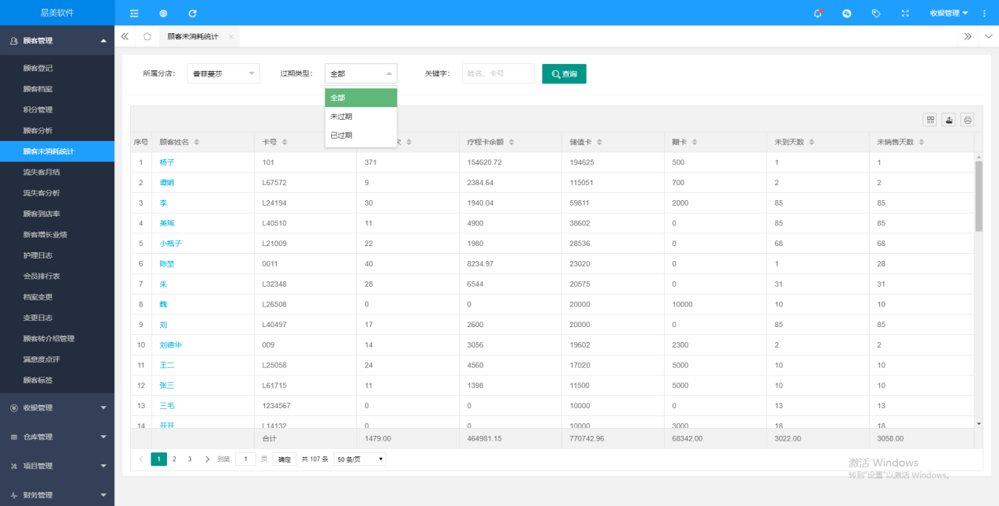 易美软件
收银管理
顾客管理
顾客未消耗统计
顾客登记
顾客档案
积分管理
顾客分析
顾客未消耗统计
流失客月结
流失客分析
顾客到店率
新客增长业绩
护理日志
会员排行表
档案变更
变更日志
顾客转介绍管理
满意度点评
顾客标签
收银管理
仓库管理
项目管理
财务管理
所属分店： 香菲蔓莎 过期类型： 全部 关键字： 姓名、卡号 查询
全部
未过期
已过期
序号 顾客姓名 卡号 次 疗程卡余额 储值卡 赠卡 未到天数 未销售天数
1 杨子 101 371 154620.72 194625 500 1 1
2 谭娟 L67572 9 2384.64 115051 700 2 2
3 李 L24194 30 1940.04 59811 2000 85 85
4 美瑶 L40510 11 4900 38602 0 85 85
5 小瓶子 L21009 22 1980 28536 0 68 68
6 陈埜 0011 40 8234.97 23020 0 1 28
7 朱 L32348 28 6544 20575 0 31 31
8 魏 L26508 0 0 20000 10000 10 10
9 刘 L40497 17 2600 20000 0 85 85
10 刘德华 009 14 3056 19602 2300 2 2
11 王二 L25058 24 4560 17020 5000 10 10
12 张三 L61715 11 1398 11500 5000 10 10
13 三毛 1234567 0 0 10000 0 13 13
14 开开 L14132 0 0 10000 3000 18 18
合计 1479.00 464981.15 770742.96 68342.00 3022.00 3058.00
1 2 3 到第 1 页 确定 共 107 条 50 条/页
激活 Windows
转到"设置"以激活 Windows。